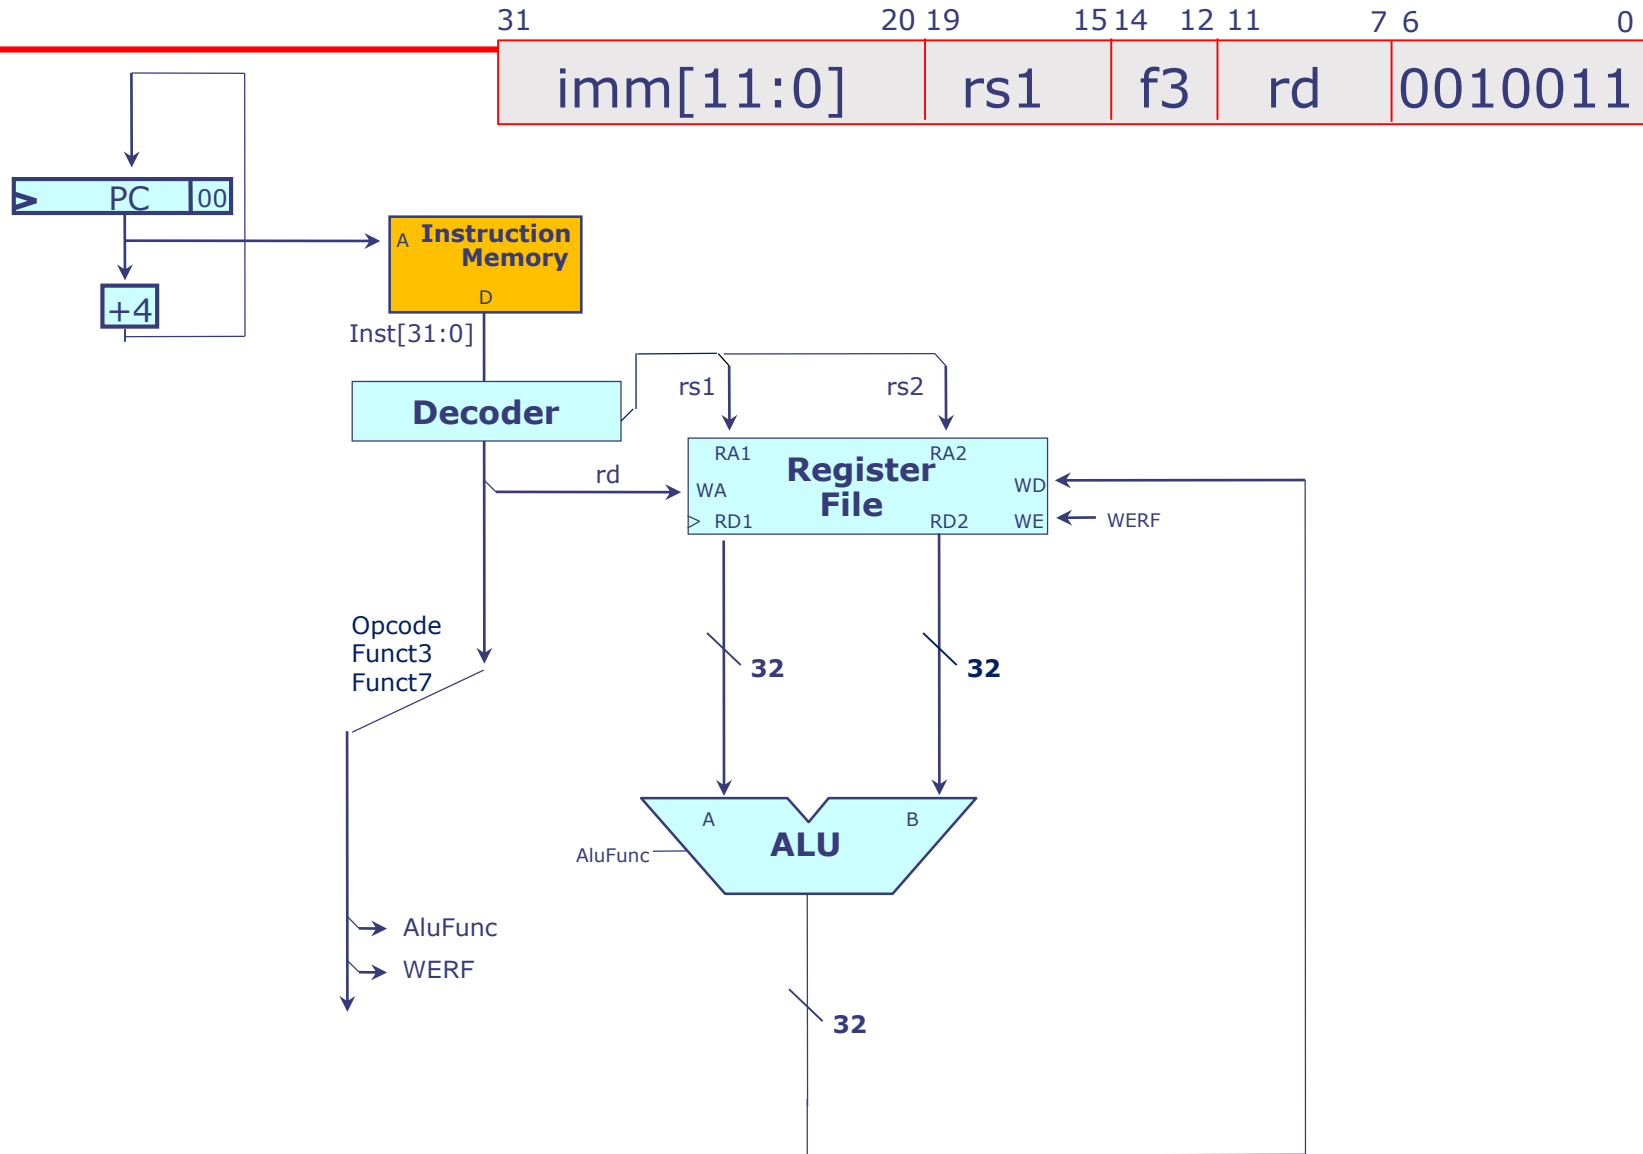 31 20 19 15 14 12 11 7 6 0
imm[11:0] rs1 f3 rd 0010011
PC 00
A Instruction
Memory
D
+4
Inst[31:0]
rs1 rs2
Decoder
RA1 RA2
Register
File
rd
WA WD
RD1 RD2 WE WERF
Opcode
Funct3
Funct7
32 32
A B
ALU
AluFunc
AluFunc
WERF
32